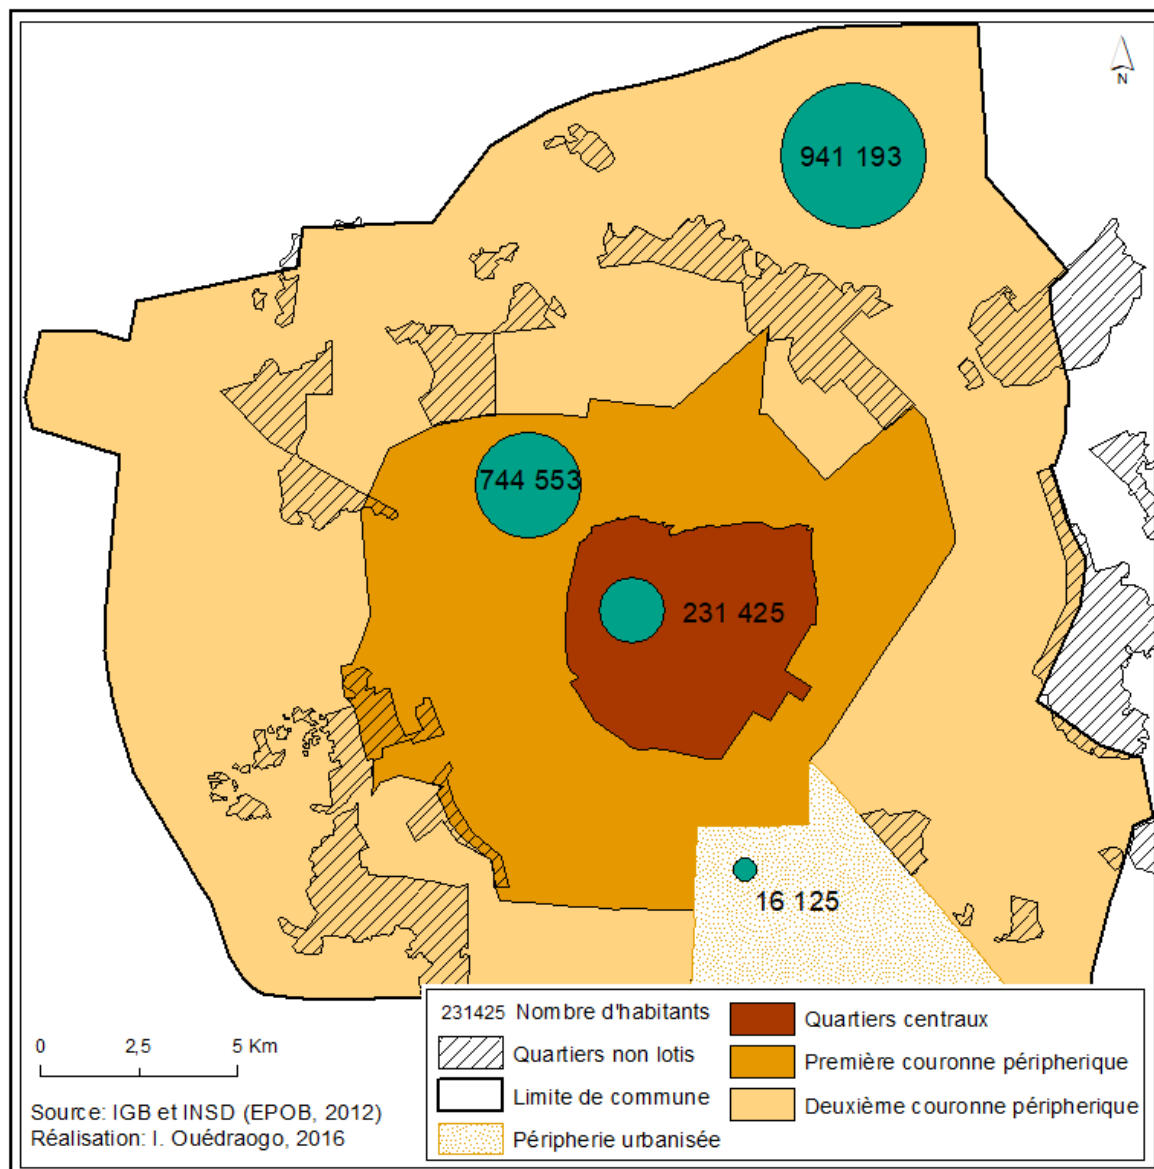 N
941 193
744 553
231 425
16 125
0 2,5 5 Km
Source: IGB et INSD (EPOB, 2012)
Réalisation: I. Ouédraogo, 2016
231425 Nombre d'habitants
Quartiers non lotis
Limite de commune
Péripherie urbanisée
Quartiers centraux
Première couronne péripherique
Deuxième couronne péripherique